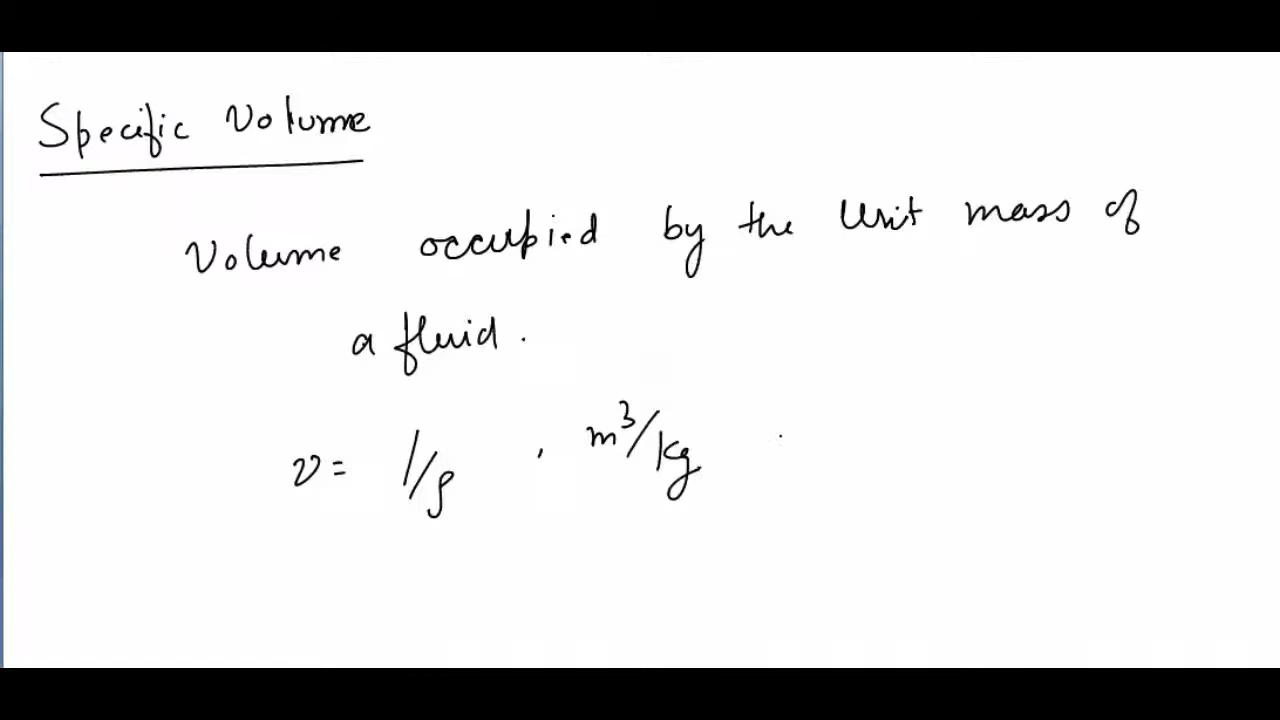 Specific Volume
Volume occupied by the unit mass of
a fluid.
v = 1/ρ , m³/kg